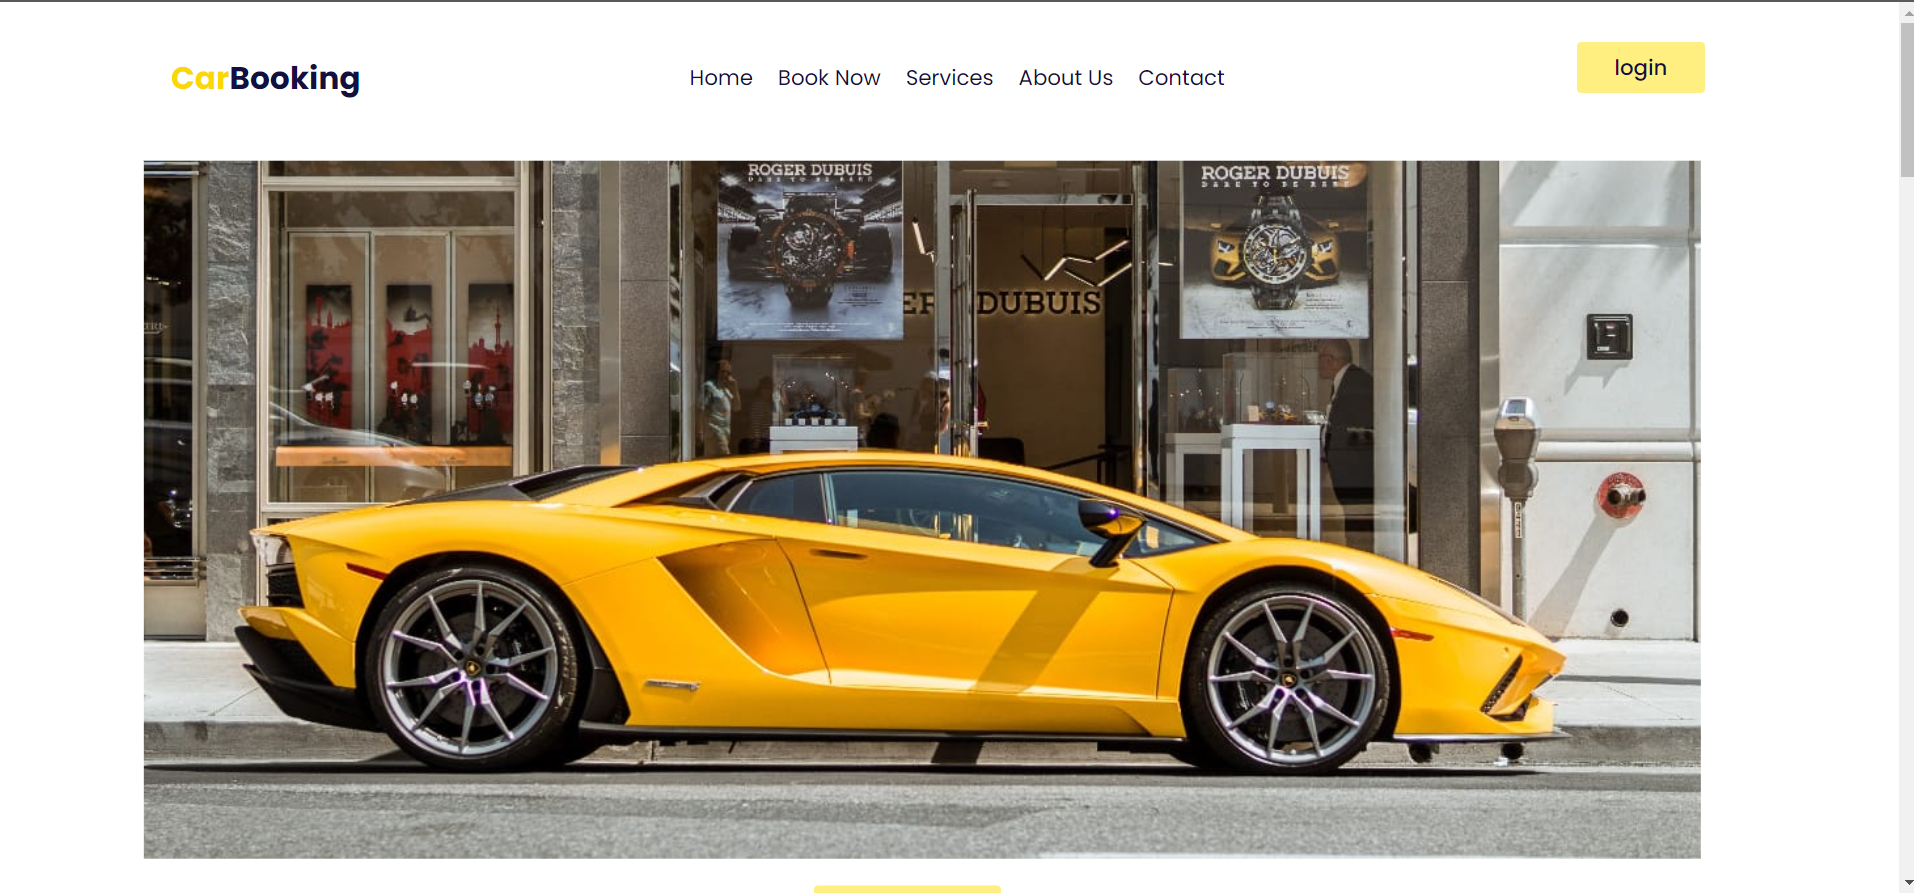 CarBooking
Home Book Now Services About Us Contact
login
ROGER DUBUIS
DARE TO BE RARE
ROGER DUBUIS
DARE TO BE RARE
DUBUIS